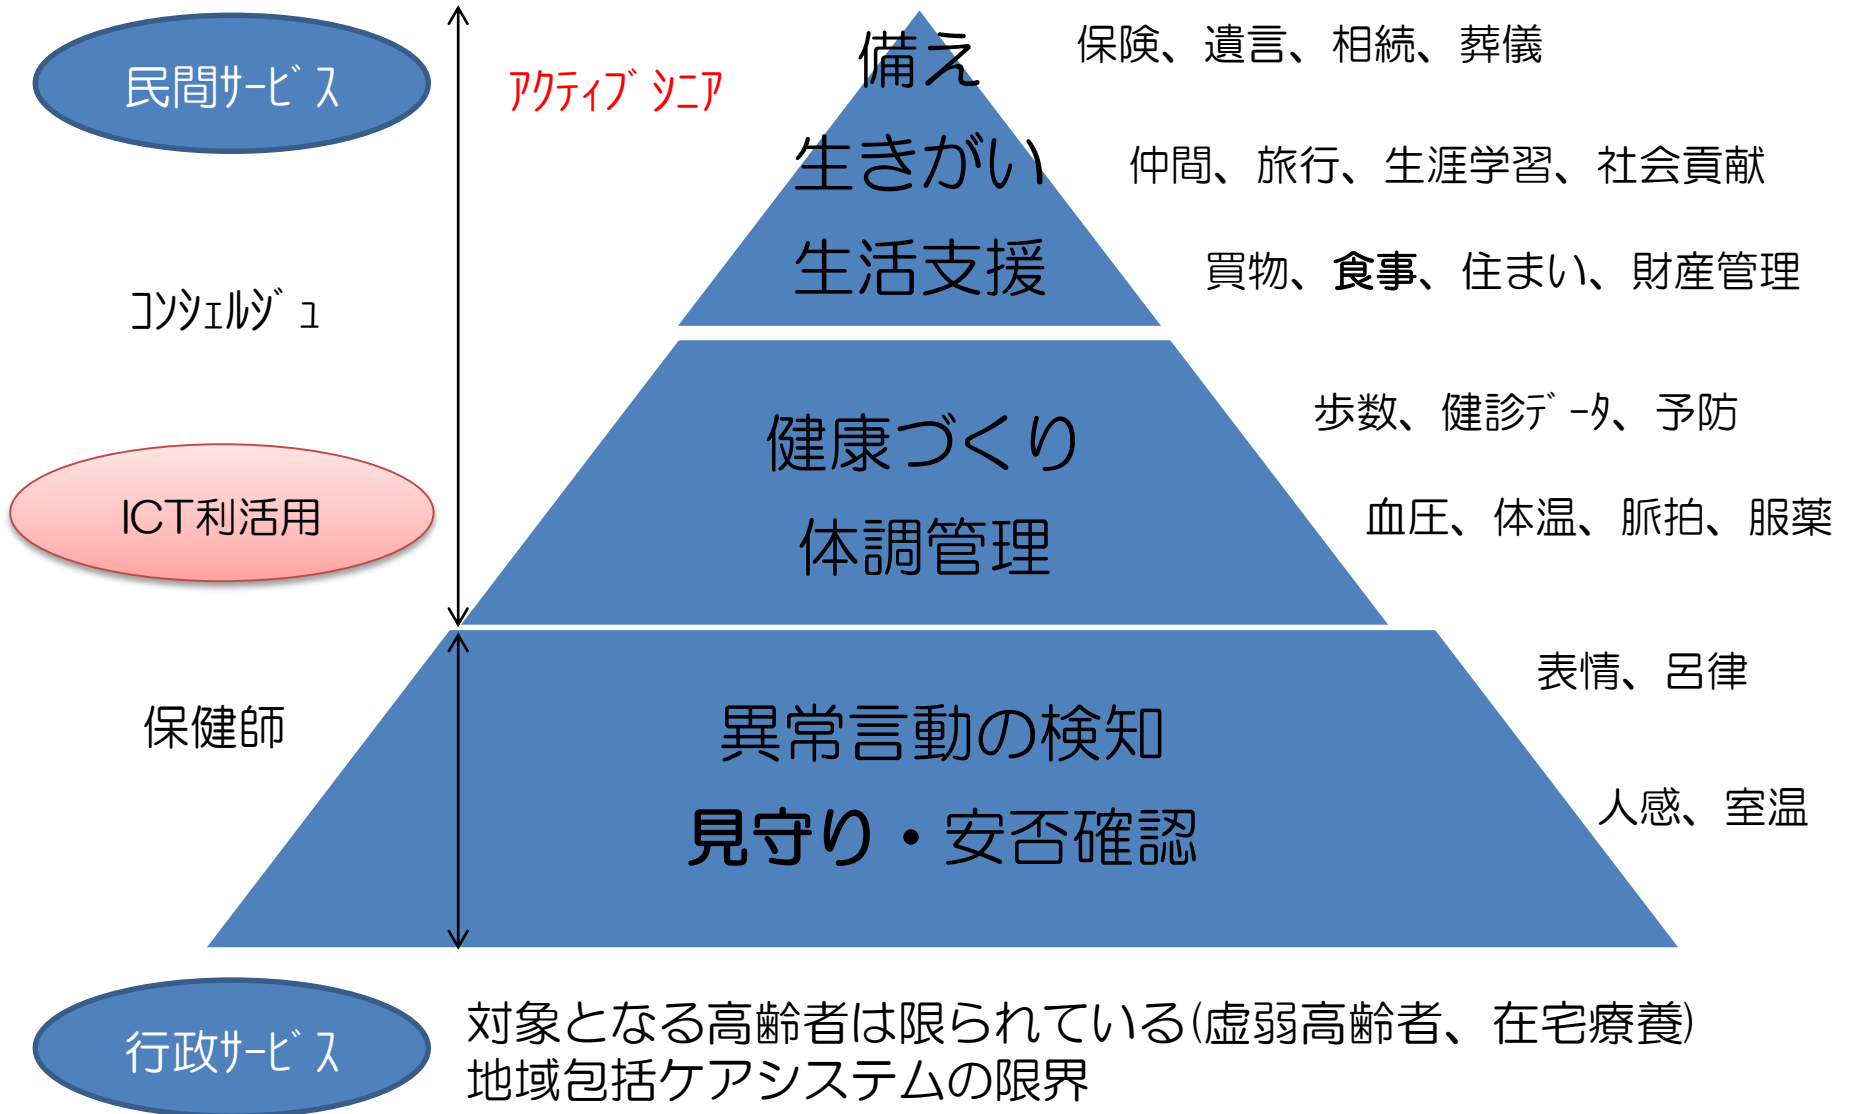 民間ｻｰﾋﾞｽ
ｱｸﾃｨﾌﾞｼﾆｱ
備え
保険、遺言、相続、葬儀
生きがい
仲間、旅行、生涯学習、社会貢献
生活支援
買物、食事、住まい、財産管理
ｺﾝｼｪﾙｼﾞｭ
健康づくり
歩数、健診ﾃﾞｰﾀ、予防
ICT利活用
体調管理
血圧、体温、脈拍、服薬
保健師
異常言動の検知
表情、呂律
見守り・安否確認
人感、室温
行政ｻｰﾋﾞｽ
対象となる高齢者は限られている(虚弱高齢者、在宅療養)
地域包括ケアシステムの限界